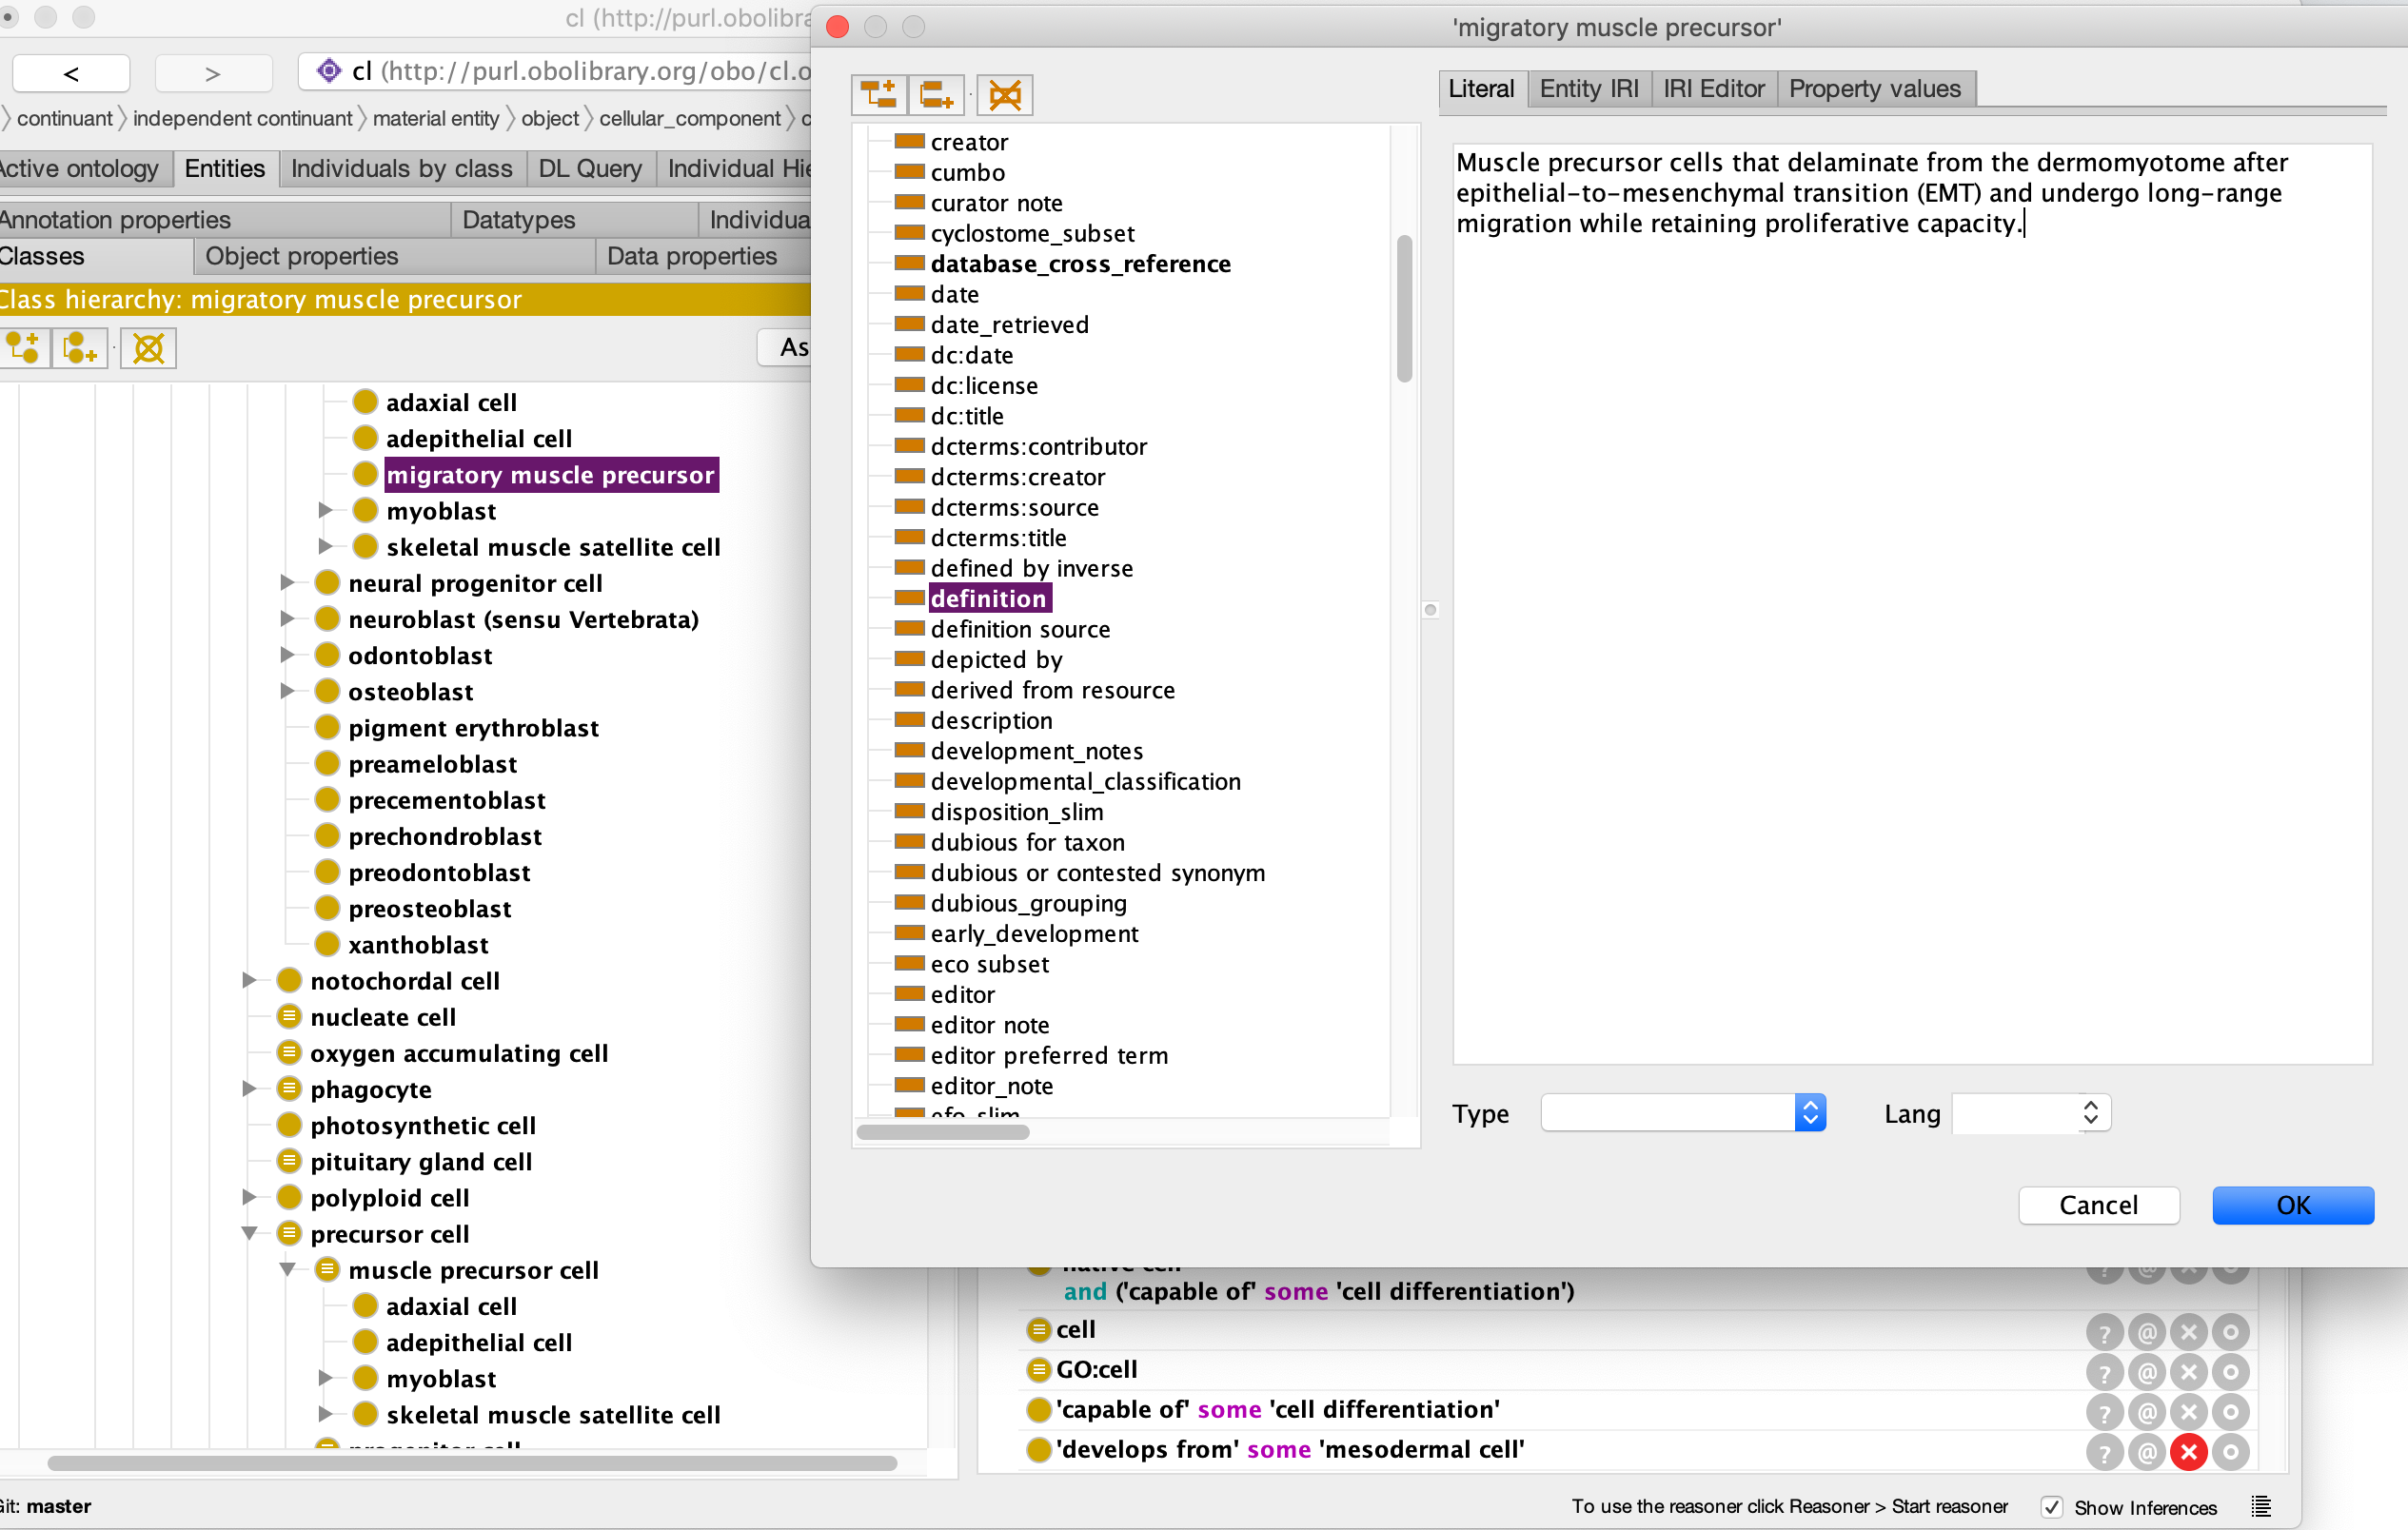 cl (http://purl.obolibra
< > cl (http://purl.obolibrary.org/obo/cl.o
continuant independent continuant material entity object cellular_component c
Active ontology Entities Individuals by class DL Query Individual Hie
Annotation properties Datatypes Individua
Classes Object properties Data properties
Class hierarchy: migratory muscle precursor
As
adaxial cell
adepithelial cell
migratory muscle precursor
myoblast
skeletal muscle satellite cell
neural progenitor cell
neuroblast (sensu Vertebrata)
odontoblast
osteoblast
pigment erythroblast
preameloblast
precementoblast
prechondroblast
preodontoblast
preosteoblast
xanthoblast
notochordal cell
nucleate cell
oxygen accumulating cell
phagocyte
photosynthetic cell
pituitary gland cell
polyploid cell
precursor cell
muscle precursor cell
adaxial cell
adepithelial cell
myoblast
skeletal muscle satellite cell
progenitor cell
Git: master
'migratory muscle precursor'
creator
cumbo
curator note
cyclostome_subset
database_cross_reference
date
date_retrieved
dc:date
dc:license
dc:title
dcterms:contributor
dcterms:creator
dcterms:source
dcterms:title
defined by inverse
definition
definition source
depicted by
derived from resource
description
development_notes
developmental_classification
disposition_slim
dubious for taxon
dubious or contested synonym
dubious_grouping
early_development
eco subset
editor
editor note
editor preferred term
editor_note
efo_slim
Literal Entity IRI IRI Editor Property values
Muscle precursor cells that delaminate from the dermomyotome after
epithelial-to-mesenchymal transition (EMT) and undergo long-range
migration while retaining proliferative capacity.
Type Lang
Cancel OK
'native cell'
and ('capable of' some 'cell differentiation')
cell
GO:cell
'capable of' some 'cell differentiation'
'develops from' some 'mesodermal cell'
To use the reasoner click Reasoner > Start reasoner Show Inferences